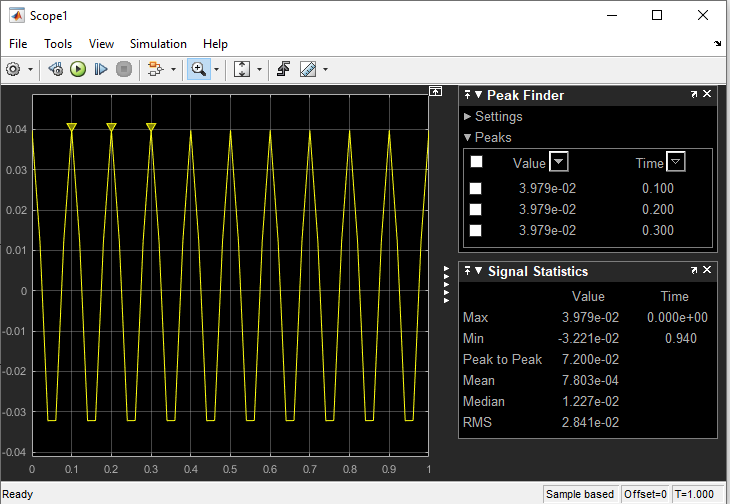 Scope1
File Tools View Simulation Help
Peak Finder
Settings
Peaks
Value Time
3.979e-02 0.100
3.979e-02 0.200
3.979e-02 0.300
Signal Statistics
Value Time
Max 3.979e-02 0.000e+00
Min -3.221e-02 0.940
Peak to Peak 7.200e-02
Mean 7.803e-04
Median 1.227e-02
RMS 2.841e-02
0.04
0.03
0.02
0.01
0
-0.01
-0.02
-0.03
-0.04
0 0.1 0.2 0.3 0.4 0.5 0.6 0.7 0.8 0.9 1
Ready Sample based Offset=0 T=1.000